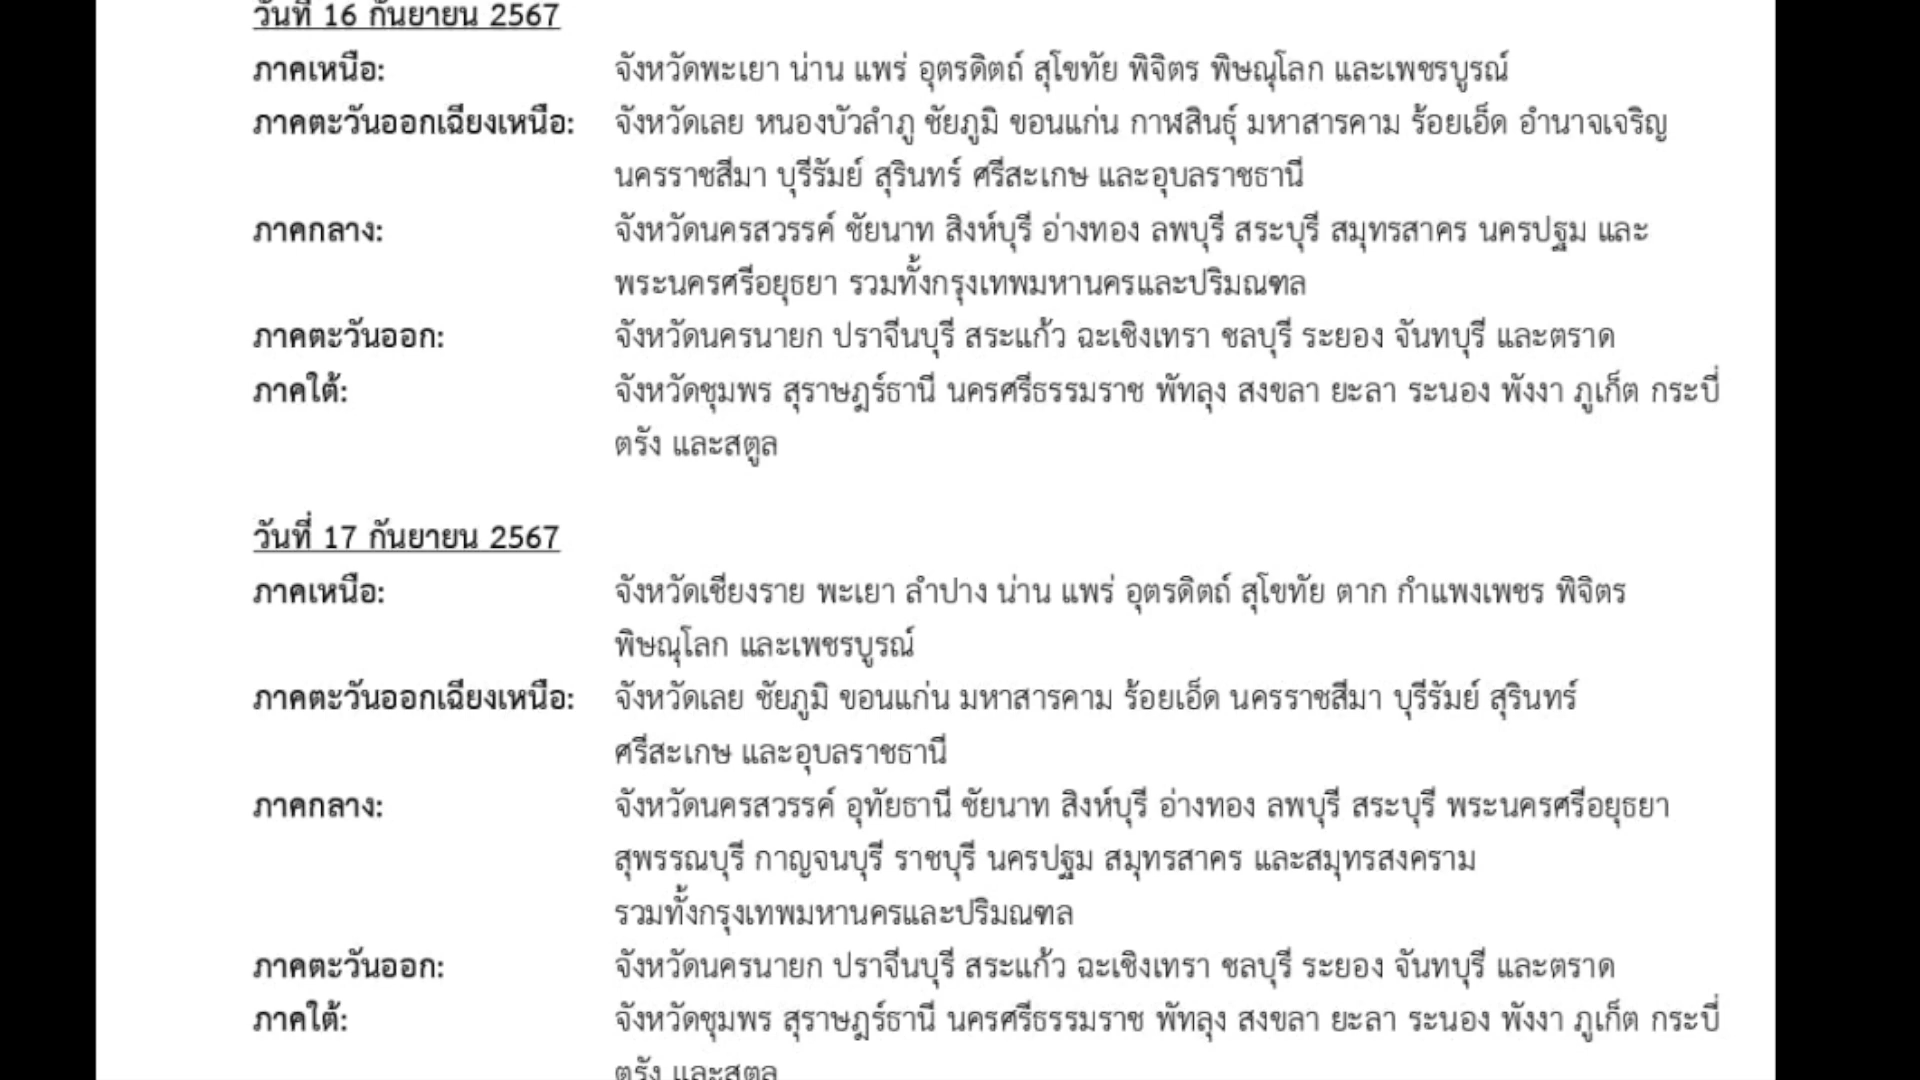 วันที่ 16 กันยายน 2567
ภาคเหนือ: จังหวัดพะเยา น่าน แพร่ อุตรดิตถ์ สุโขทัย พิจิตร พิษณุโลก และเพชรบูรณ์
ภาคตะวันออกเฉียงเหนือ: จังหวัดเลย หนองบัวลำภู ชัยภูมิ ขอนแก่น กาฬสินธุ์ มหาสารคาม ร้อยเอ็ด อำนาจเจริญ
นครราชสีมา บุรีรัมย์ สุรินทร์ ศรีสะเกษ และอุบลราชธานี
ภาคกลาง: จังหวัดนครสวรรค์ ชัยนาท สิงห์บุรี อ่างทอง ลพบุรี สระบุรี สมุทรสาคร นครปฐม และ
พระนครศรีอยุธยา รวมทั้งกรุงเทพมหานครและปริมณฑล
ภาคตะวันออก: จังหวัดนครนายก ปราจีนบุรี สระแก้ว ฉะเชิงเทรา ชลบุรี ระยอง จันทบุรี และตราด
ภาคใต้: จังหวัดชุมพร สุราษฎร์ธานี นครศรีธรรมราช พัทลุง สงขลา ยะลา ระนอง พังงา ภูเก็ต กระบี่
ตรัง และสตูล
วันที่ 17 กันยายน 2567
ภาคเหนือ: จังหวัดเชียงราย พะเยา ลำปาง น่าน แพร่ อุตรดิตถ์ สุโขทัย ตาก กำแพงเพชร พิจิตร
พิษณุโลก และเพชรบูรณ์
ภาคตะวันออกเฉียงเหนือ: จังหวัดเลย ชัยภูมิ ขอนแก่น มหาสารคาม ร้อยเอ็ด นครราชสีมา บุรีรัมย์ สุรินทร์
ศรีสะเกษ และอุบลราชธานี
ภาคกลาง: จังหวัดนครสวรรค์ อุทัยธานี ชัยนาท สิงห์บุรี อ่างทอง ลพบุรี สระบุรี พระนครศรีอยุธยา
สุพรรณบุรี กาญจนบุรี ราชบุรี นครปฐม สมุทรสาคร และสมุทรสงคราม
รวมทั้งกรุงเทพมหานครและปริมณฑล
ภาคตะวันออก: จังหวัดนครนายก ปราจีนบุรี สระแก้ว ฉะเชิงเทรา ชลบุรี ระยอง จันทบุรี และตราด
ภาคใต้: จังหวัดชุมพร สุราษฎร์ธานี นครศรีธรรมราช พัทลุง สงขลา ยะลา ระนอง พังงา ภูเก็ต กระบี่
ตรัง และสตูล